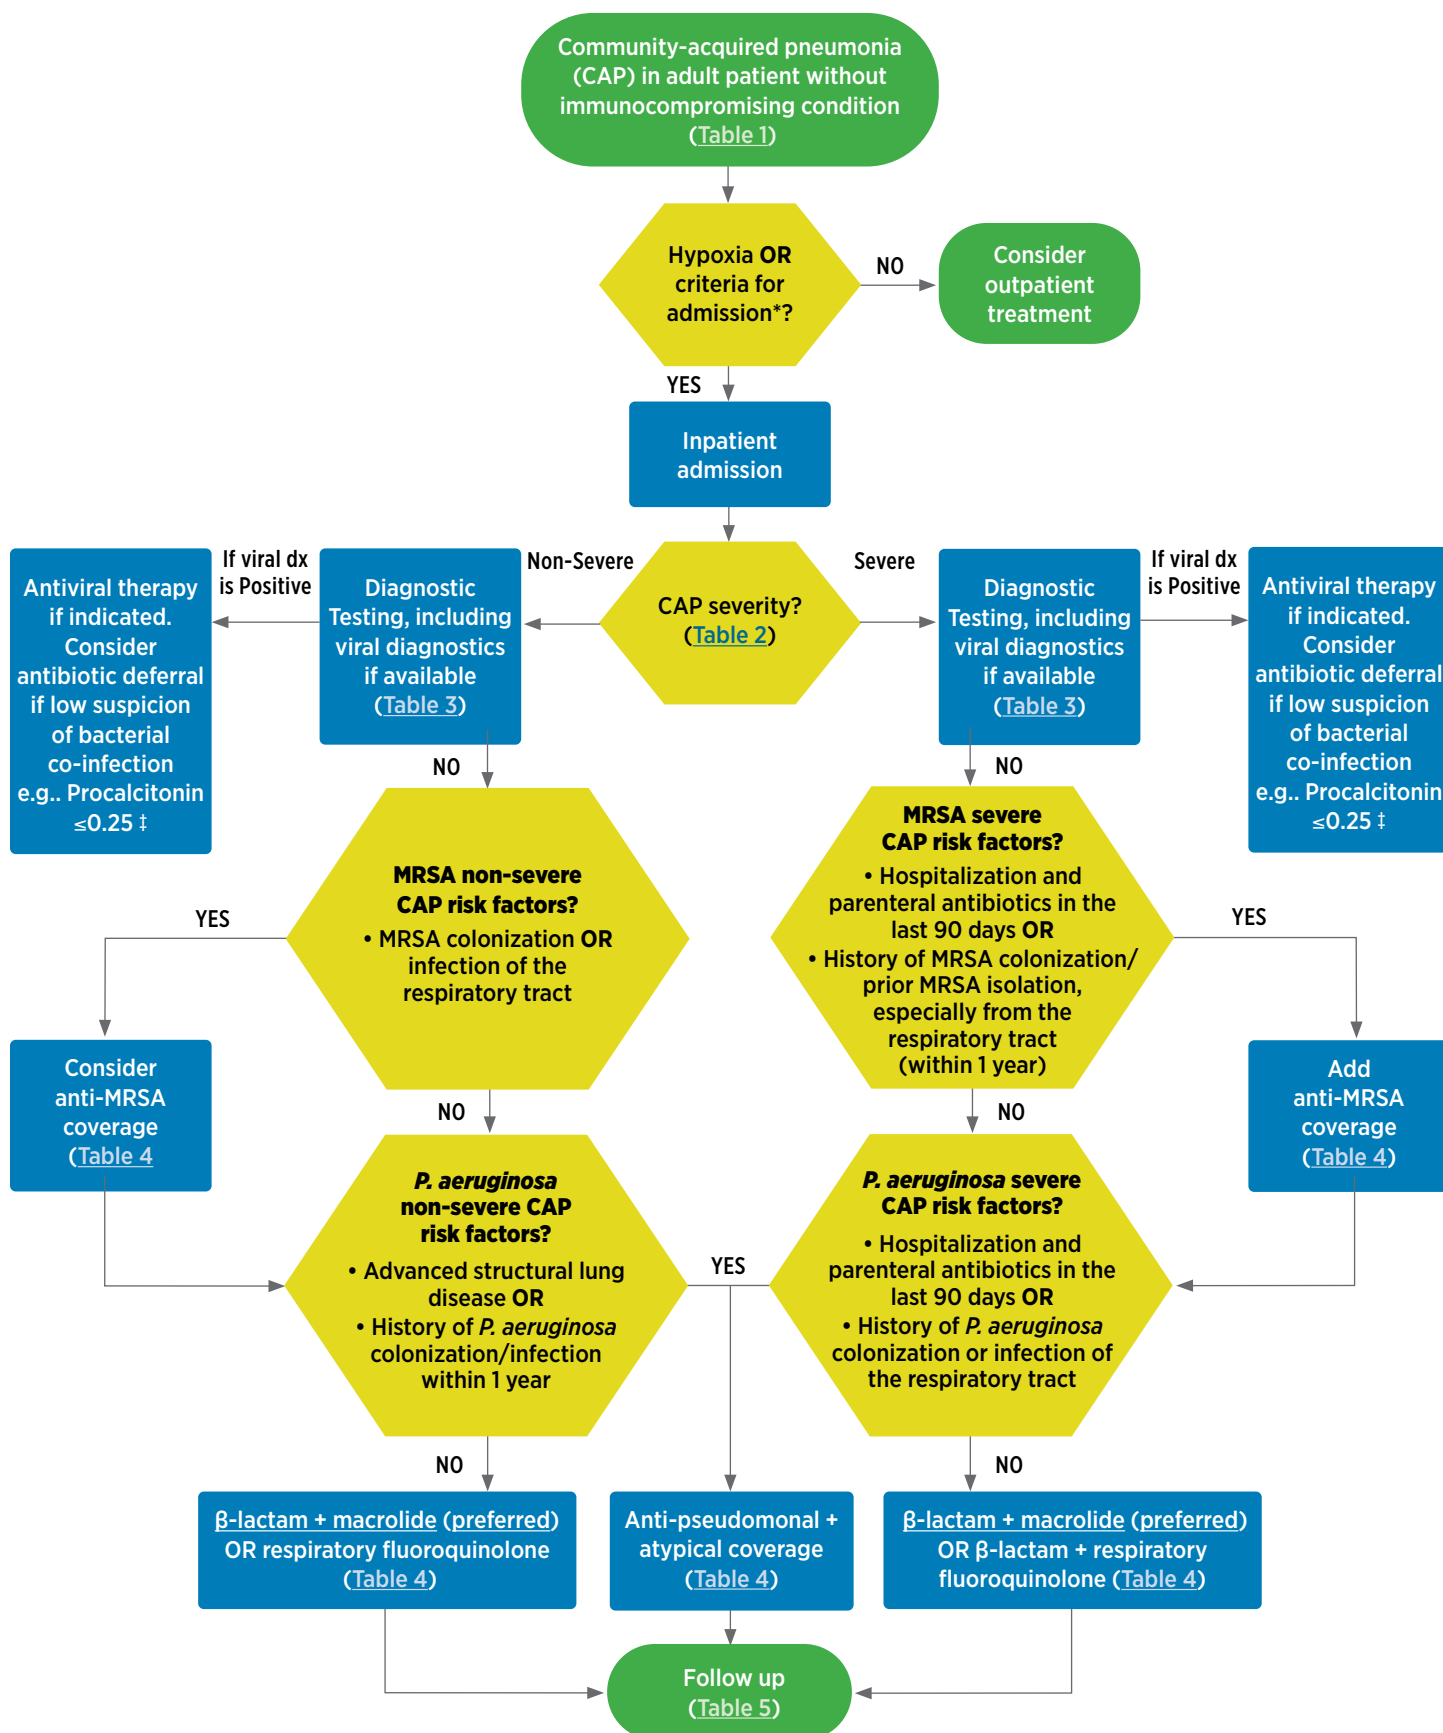 Community-acquired pneumonia
(CAP) in adult patient without
immunocompromising condition
(Table 1)
Hypoxia OR
criteria for
admission*?
NO
Consider
outpatient
treatment
YES
Inpatient
admission
CAP severity?
(Table 2)
Non-Severe
Severe
Diagnostic
Testing, including
viral diagnostics
if available
(Table 3)
If viral dx
is Positive
Antiviral therapy
if indicated.
Consider
antibiotic deferral
if low suspicion
of bacterial
co-infection
e.g.. Procalcitonin
≤0.25 ‡
Diagnostic
Testing, including
viral diagnostics
if available
(Table 3)
If viral dx
is Positive
Antiviral therapy
if indicated.
Consider
antibiotic deferral
if low suspicion
of bacterial
co-infection
e.g.. Procalcitonin
≤0.25 ‡
NO
NO
MRSA non-severe
CAP risk factors?
• MRSA colonization OR
infection of the
respiratory tract
YES
Consider
anti-MRSA
coverage
(Table 4
NO
MRSA severe
CAP risk factors?
• Hospitalization and
parenteral antibiotics in the
last 90 days OR
• History of MRSA colonization/
prior MRSA isolation,
especially from the
respiratory tract
(within 1 year)
YES
Add
anti-MRSA
coverage
(Table 4)
NO
P. aeruginosa
non-severe CAP
risk factors?
• Advanced structural lung
disease OR
• History of P. aeruginosa
colonization/infection
within 1 year
YES
P. aeruginosa severe
CAP risk factors?
• Hospitalization and
parenteral antibiotics in the
last 90 days OR
• History of P. aeruginosa
colonization or infection of
the respiratory tract
NO
NO
β-lactam + macrolide (preferred)
OR respiratory fluoroquinolone
(Table 4)
Anti-pseudomonal +
atypical coverage
(Table 4)
β-lactam + macrolide (preferred)
OR β-lactam + respiratory
fluoroquinolone (Table 4)
Follow up
(Table 5)